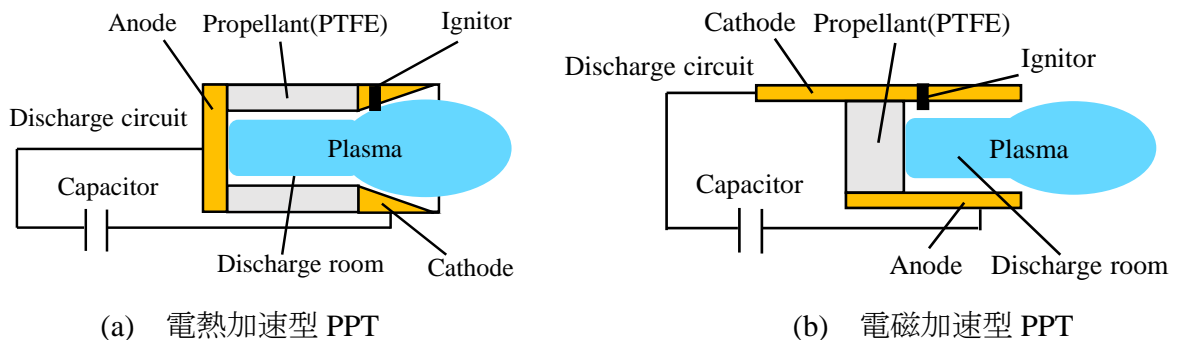 Anode
Propellant(PTFE)
Ignitor
Discharge circuit
Plasma
Capacitor
Discharge room
Cathode
(a) 電熱加速型 PPT
Cathode
Propellant(PTFE)
Ignitor
Discharge circuit
Plasma
Capacitor
Anode
Discharge room
(b) 電磁加速型 PPT